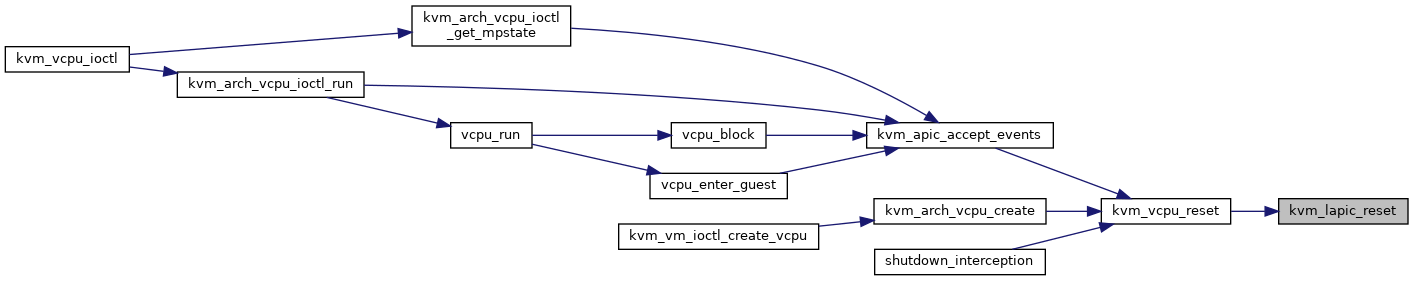 kvm_arch_vcpu_ioctl
_get_mpstate
kvm_vcpu_ioctl
kvm_arch_vcpu_ioctl_run
vcpu_run
vcpu_block
kvm_apic_accept_events
vcpu_enter_guest
kvm_arch_vcpu_create
kvm_vcpu_reset
kvm_lapic_reset
kvm_vm_ioctl_create_vcpu
shutdown_interception